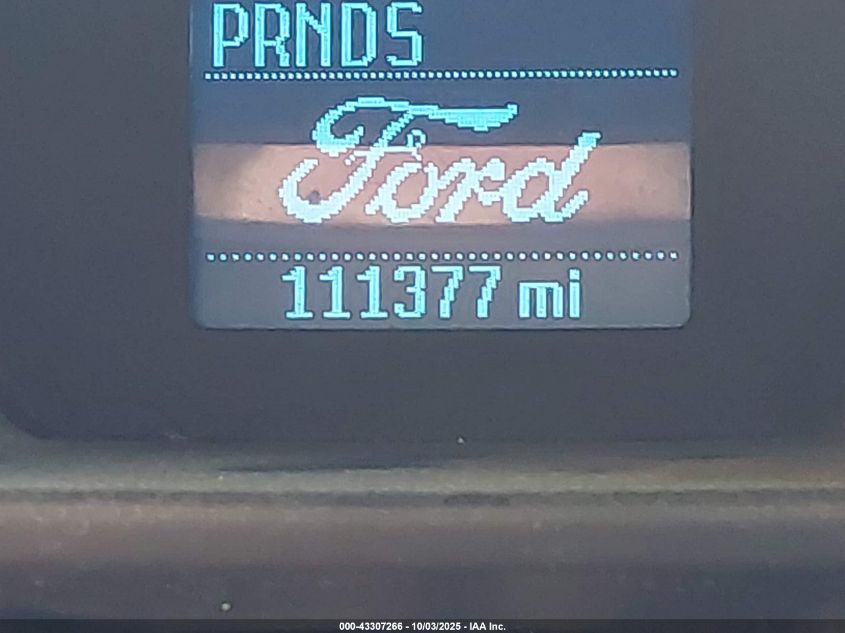 PRNDS
Ford
111377 mi
000-43307266 - 10/03/2025 - IAA Inc.